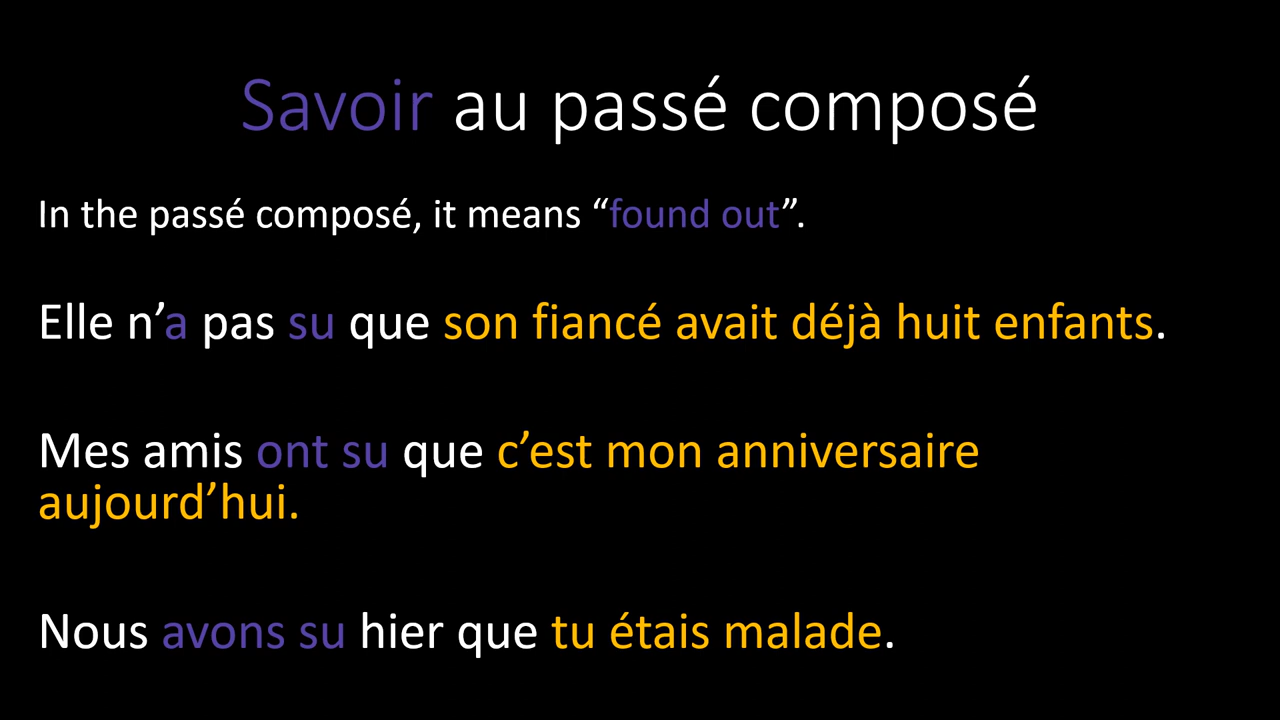 Savoir au passé composé
In the passé composé, it means “found out”.
Elle n’a pas su que son fiancé avait déjà huit enfants.
Mes amis ont su que c’est mon anniversaire
aujourd’hui.
Nous avons su hier que tu étais malade.